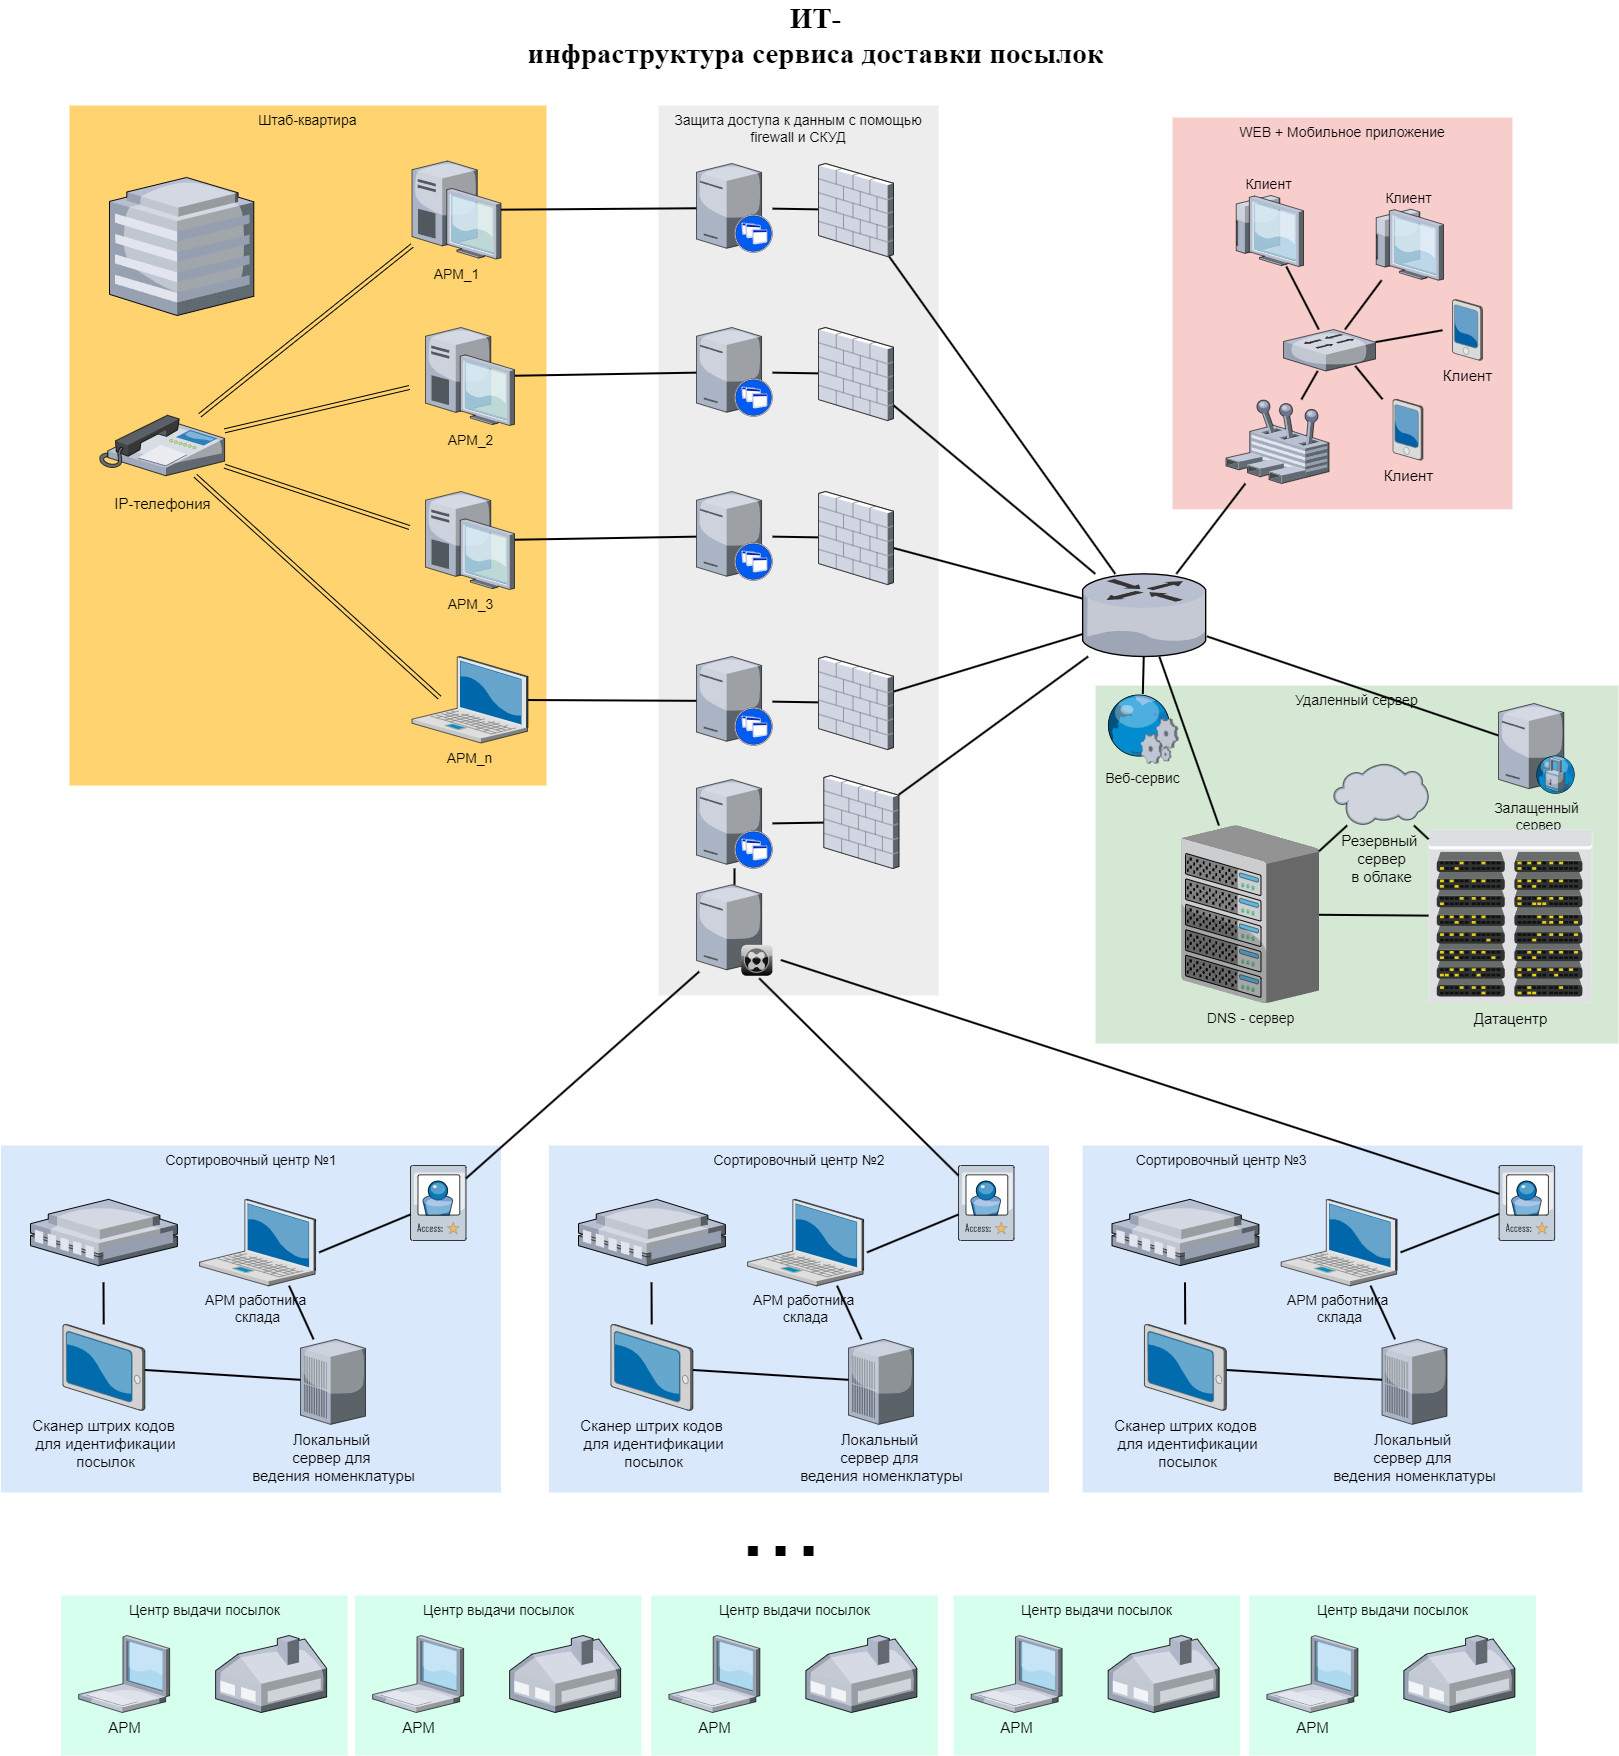 ИТ-
инфраструктура сервиса доставки посылок
Штаб-квартира
АРМ_1
АРМ_2
IP-телефония
АРМ_3
АРМ_n
Защита доступа к данным с помощью
firewall и СКУД
WEB + Мобильное приложение
Клиент
Клиент
Клиент
Клиент
Удаленный сервер
Веб-сервис
Залащенный
сервер
Резервный
сервер
в облаке
DNS - сервер
Датацентр
Сортировочный центр №1
Access:
АРМ работника
склада
Сканер штрих кодов
для идентификации
посылок
Локальный
сервер для
ведения номенклатуры
Сортировочный центр №2
Access:
АРМ работника
склада
Сканер штрих кодов
для идентификации
посылок
Локальный
сервер для
ведения номенклатуры
Сортировочный центр №3
Access:
АРМ работника
склада
Сканер штрих кодов
для идентификации
посылок
Локальный
сервер для
ведения номенклатуры
...
Центр выдачи посылок
АРМ
Центр выдачи посылок
АРМ
Центр выдачи посылок
АРМ
Центр выдачи посылок
АРМ
Центр выдачи посылок
АРМ